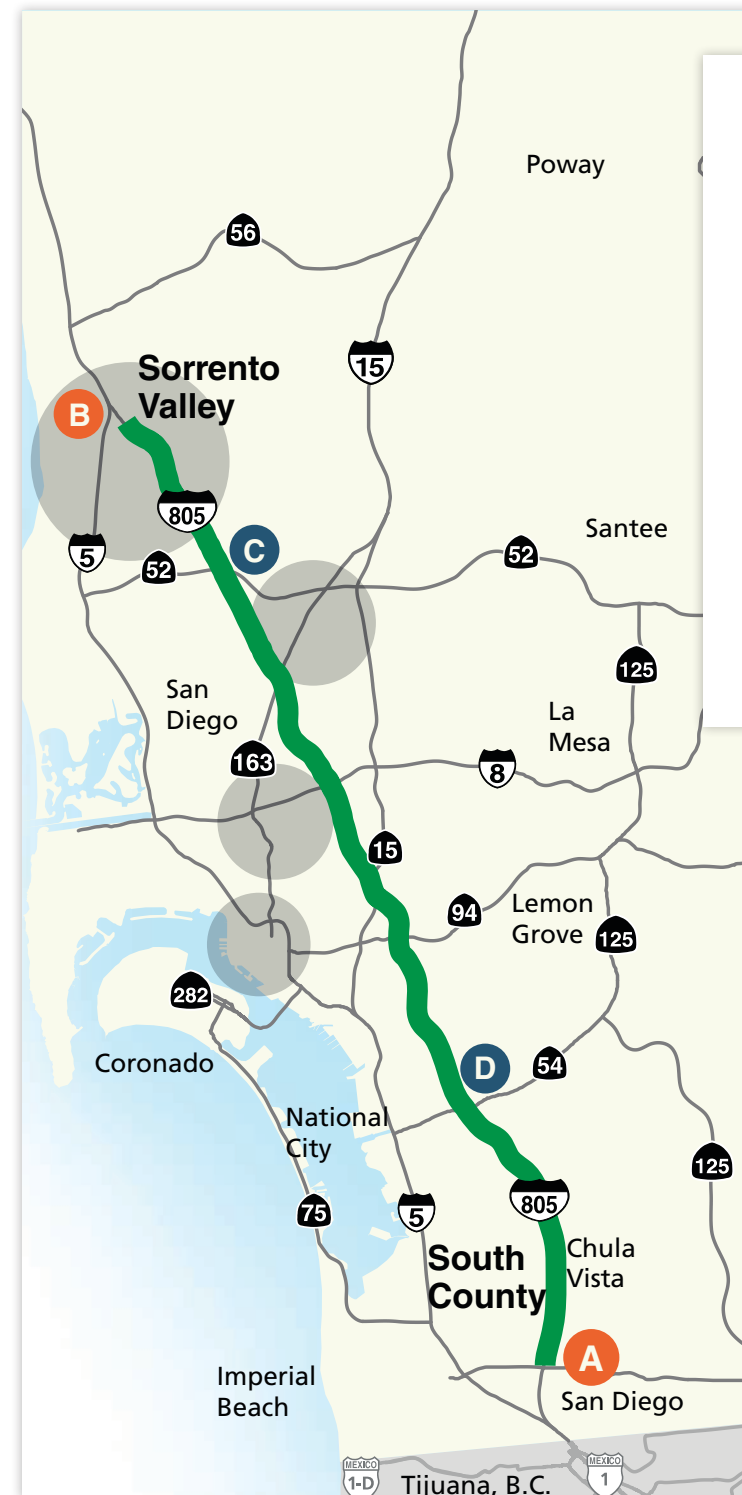 Poway
56
15
Sorrento
Valley
B
805
5
52
C
52
Santee
125
San
Diego
La
Mesa
163
8
15
94
Lemon
Grove
125
282
Coronado
D
54
National
City
125
75
5
805
South
County
Chula
Vista
A
Imperial
Beach
San Diego
MEXICO
1-D
Tijuana, B.C.
MEXICO
1